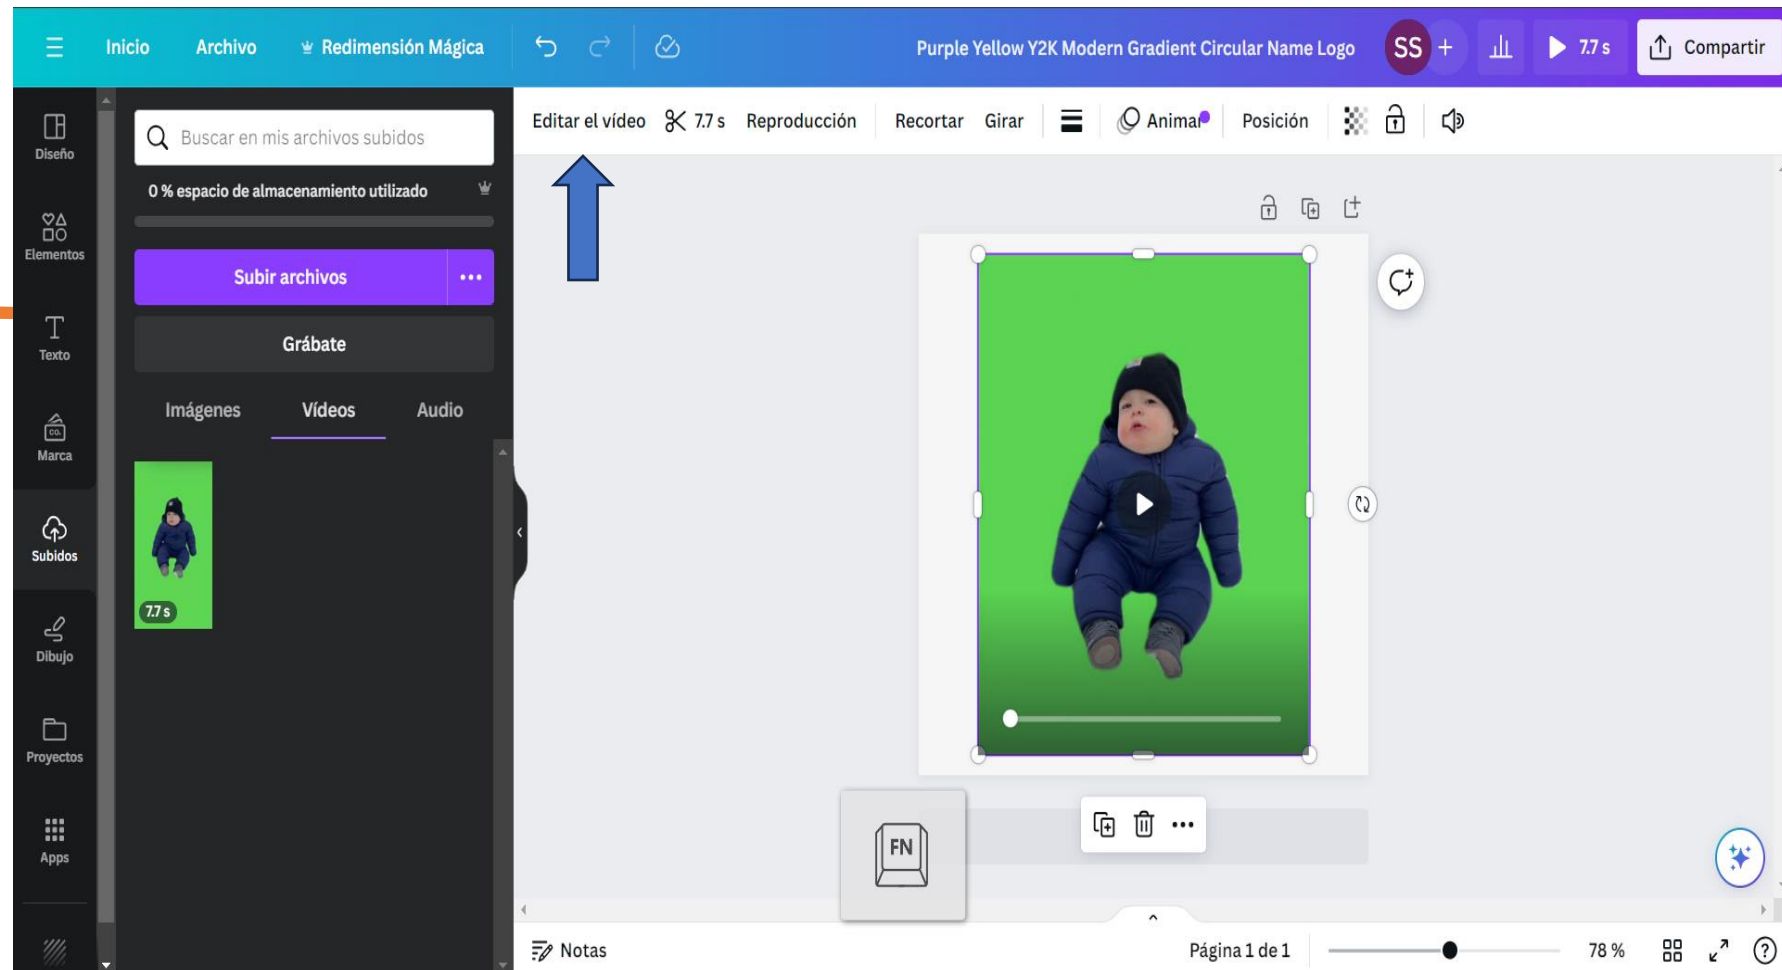 Inicio
Archivo
Redimensión Mágica
Purple Yellow Y2K Modern Gradient Circular Name Logo
SS
+
7.7 s
Compartir
Diseño
Elementos
Texto
Marca
CO.
Subidos
Dibujo
Proyectos
Apps
Buscar en mis archivos subidos
0 % espacio de almacenamiento utilizado
Subir archivos
Grábate
Imágenes
Vídeos
Audio
7.7 s
Editar el vídeo
7.7 s
Reproducción
Recortar
Girar
Animar
Posición
FN
Notas
Página 1 de 1
78 %
?